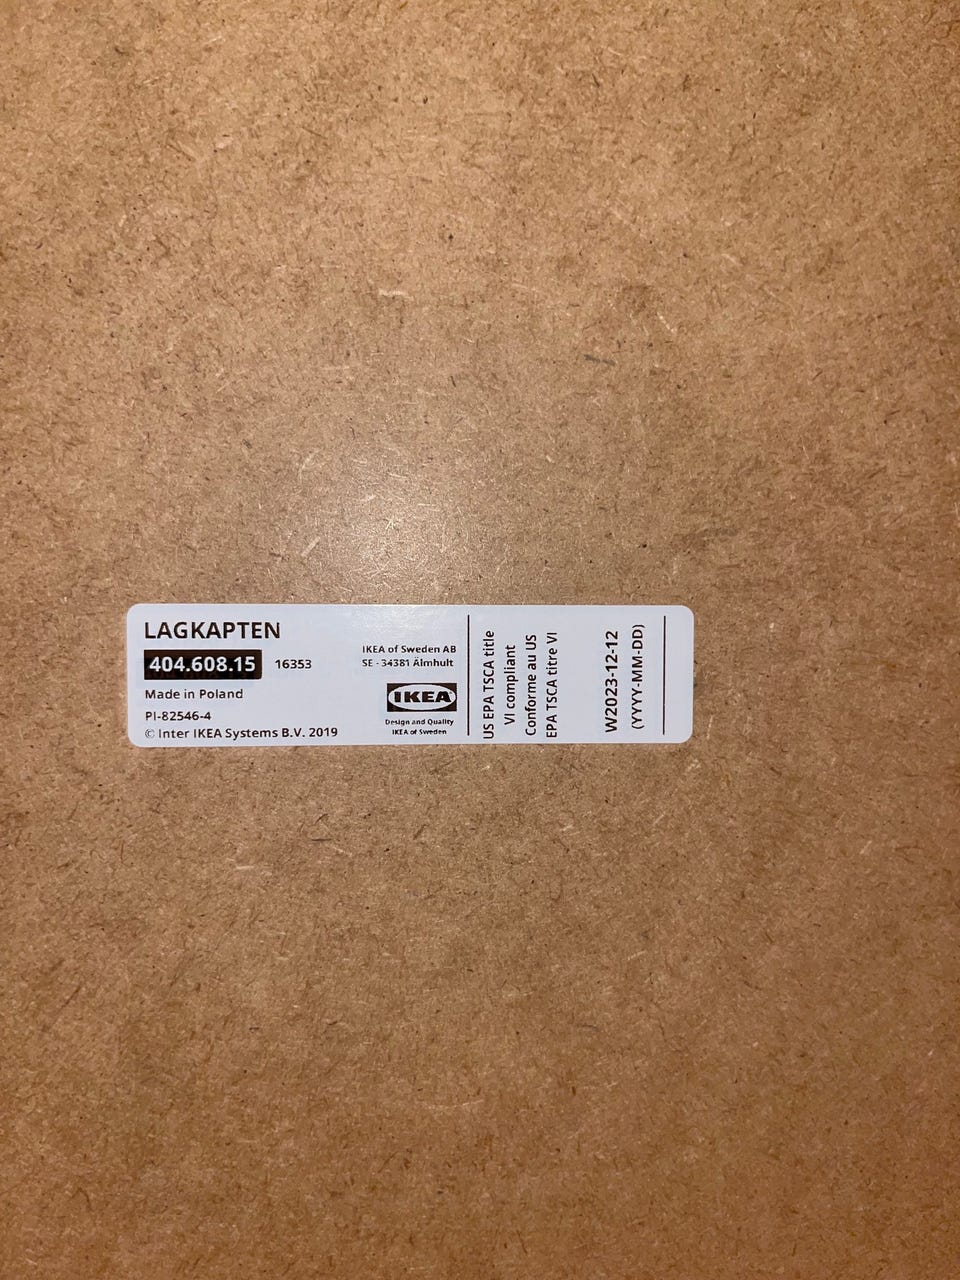 LAGKAPTEN
404.608.15 16353
Made in Poland
PI-82546-4
© Inter IKEA Systems B.V. 2019
IKEA of Sweden AB
SE - 34381 Älmhult
IKEA
Design and Quality
IKEA of Sweden
US EPA TSCA title
VI compliant
Conforme au US
EPA TSCA titre VI
W2023-12-12
(YYYY-MM-DD)